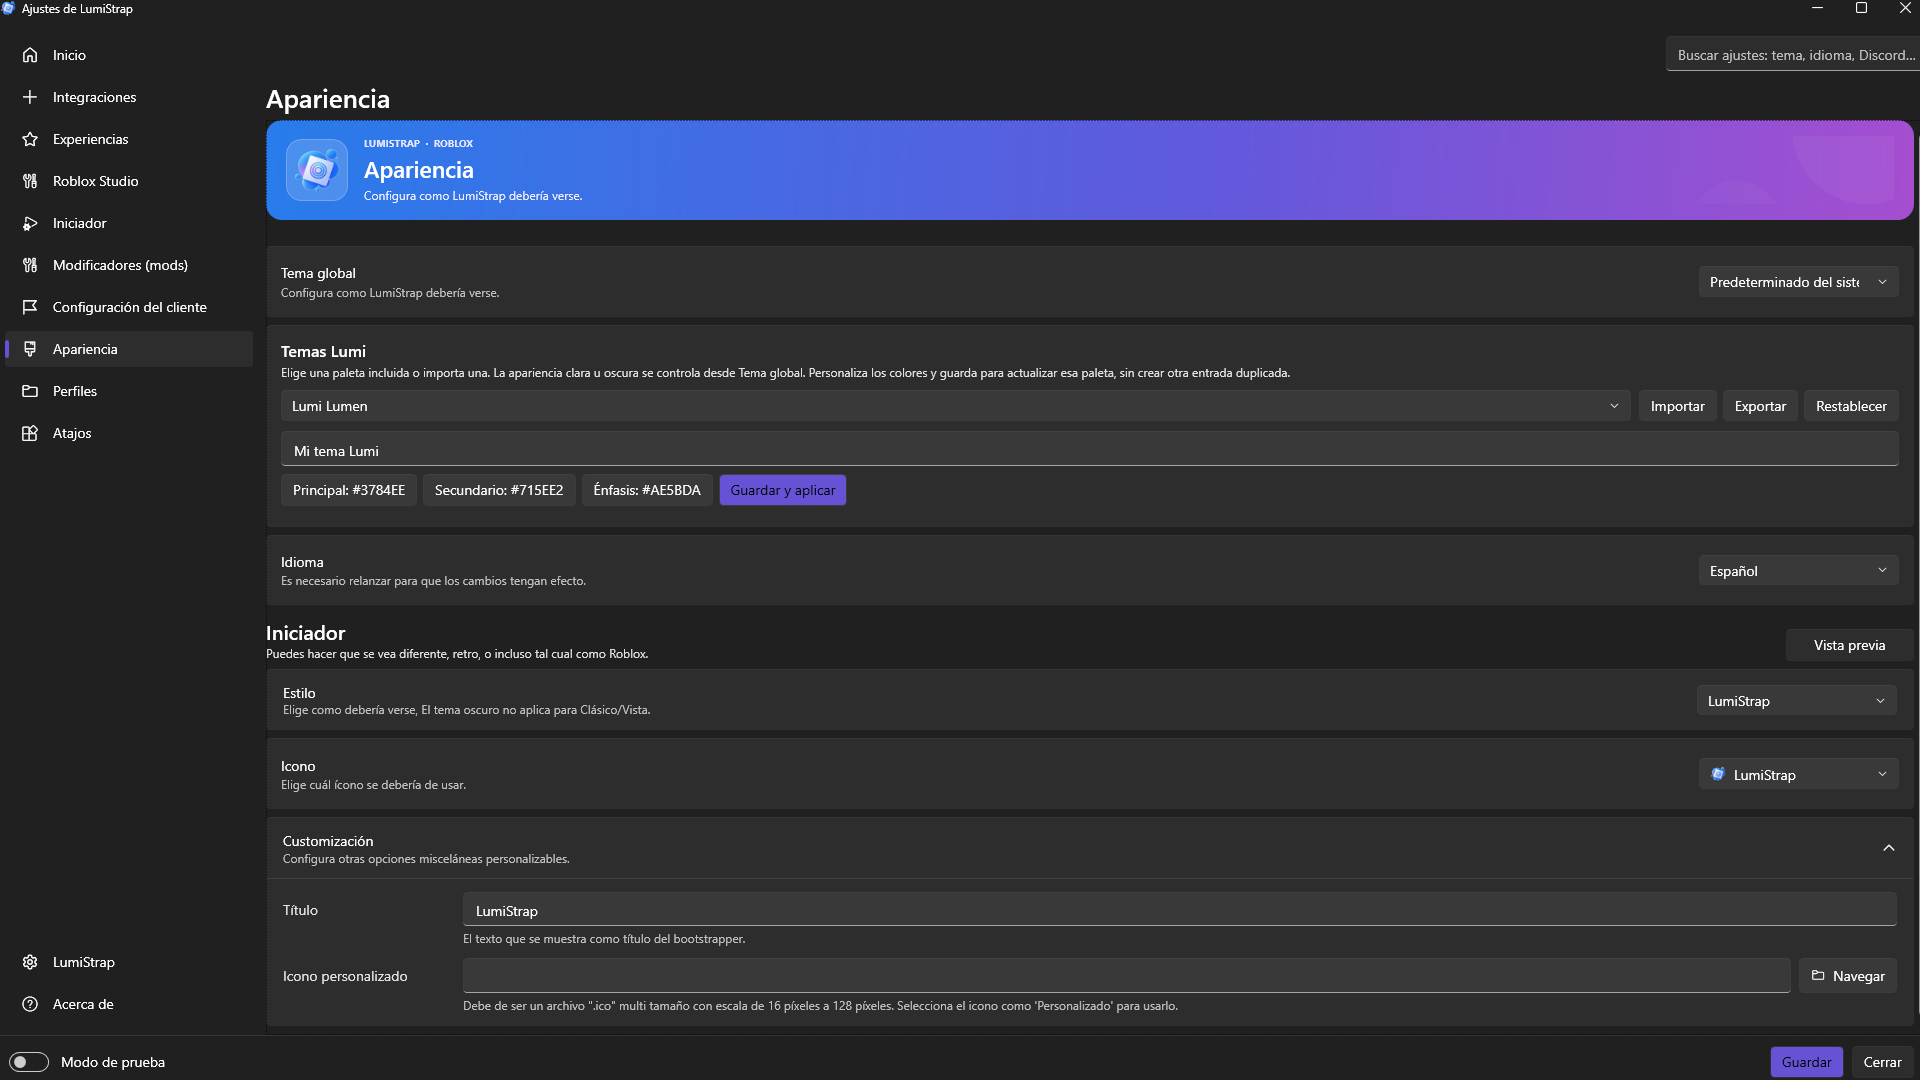 Ajustes de LumiStrap
Inicio
Integraciones
Experiencias
Roblox Studio
Iniciador
Modificadores (mods)
Configuración del cliente
Apariencia
Perfiles
Atajos
LumiStrap
Acerca de
Modo de prueba
Buscar ajustes: tema, idioma, Discord...
Apariencia
LUMISTRAP · ROBLOX
Apariencia
Configura como LumiStrap debería verse.
Tema global
Configura como LumiStrap debería verse.
Predeterminado del siste
Temas Lumi
Elige una paleta incluida o importa una. La apariencia clara u oscura se controla desde Tema global. Personaliza los colores y guarda para actualizar esa paleta, sin crear otra entrada duplicada.
Lumi Lumen
Importar
Exportar
Restablecer
Mi tema Lumi
Principal: #3784EE
Secundario: #715EE2
Énfasis: #AE5BDA
Guardar y aplicar
Idioma
Es necesario relanzar para que los cambios tengan efecto.
Español
Iniciador
Puedes hacer que se vea diferente, retro, o incluso tal cual como Roblox.
Vista previa
Estilo
Elige como debería verse, El tema oscuro no aplica para Clásico/Vista.
LumiStrap
Icono
Elige cuál ícono se debería de usar.
LumiStrap
Customización
Configura otras opciones misceláneas personalizables.
Título
LumiStrap
El texto que se muestra como título del bootstrapper.
Icono personalizado
Navegar
Debe de ser un archivo ".ico" multi tamaño con escala de 16 píxeles a 128 píxeles. Selecciona el icono como 'Personalizado' para usarlo.
Guardar
Cerrar